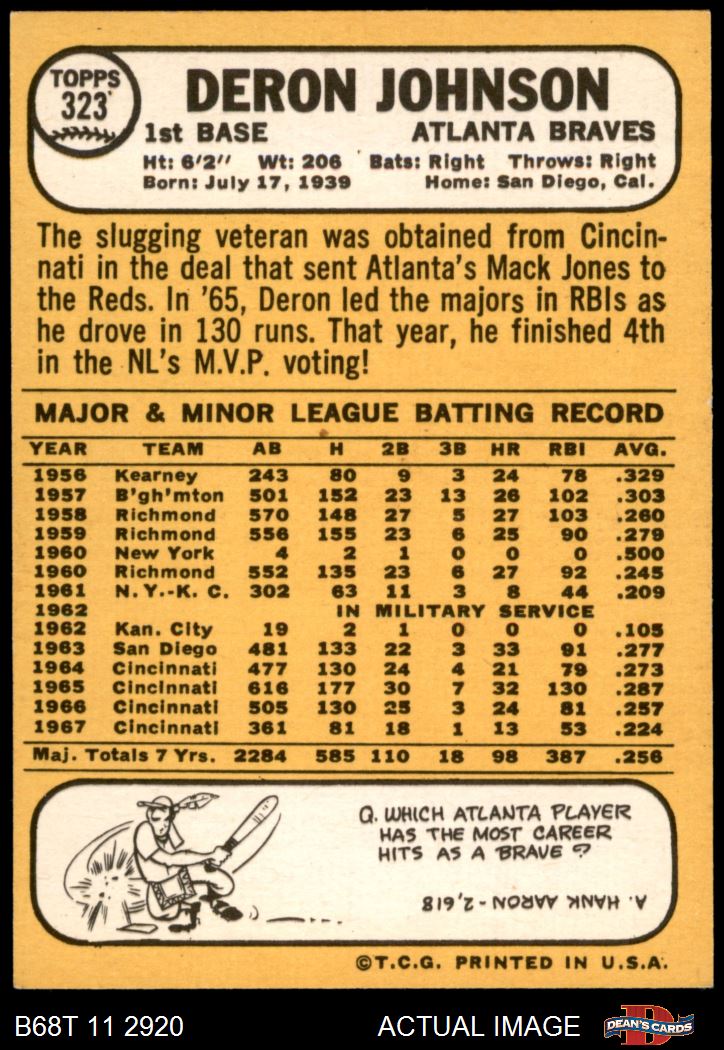 TOPPS
323
DERON JOHNSON
1st BASE ATLANTA BRAVES
Ht: 6'2" Wt: 206 Bats: Right Throws: Right
Born: July 17, 1939 Home: San Diego, Cal.
The slugging veteran was obtained from Cincin-
nati in the deal that sent Atlanta's Mack Jones to
the Reds. In '65, Deron led the majors in RBIs as
he drove in 130 runs. That year, he finished 4th
in the NL's M.V.P. voting!
MAJOR & MINOR LEAGUE BATTING RECORD
YEAR TEAM AB H 2B 3B HR RBI AVG.
1956 Kearney 243 80 9 3 24 78 .329
1957 B'gh'mton 501 152 23 13 26 102 .303
1958 Richmond 570 148 27 5 27 103 .260
1959 Richmond 556 155 23 6 25 90 .279
1960 New York 4 2 1 0 0 0 .500
1960 Richmond 552 135 23 6 27 92 .245
1961 N.Y.-K. C. 302 63 11 3 8 44 .209
1962 IN MILITARY SERVICE
1962 Kan. City 19 2 1 0 0 0 .105
1963 San Diego 481 133 22 3 33 91 .277
1964 Cincinnati 477 130 24 4 21 79 .273
1965 Cincinnati 616 177 30 7 32 130 .287
1966 Cincinnati 505 130 25 3 24 81 .257
1967 Cincinnati 361 81 18 1 13 53 .224
Maj. Totals 7 Yrs. 2284 585 110 18 98 387 .256
Q. WHICH ATLANTA PLAYER
HAS THE MOST CAREER
HITS AS A BRAVE?
A. HANK AARON - 2,618
©T.C.G. PRINTED IN U.S.A.
B68T 11 2920 ACTUAL IMAGE D DEAN'S CARDS